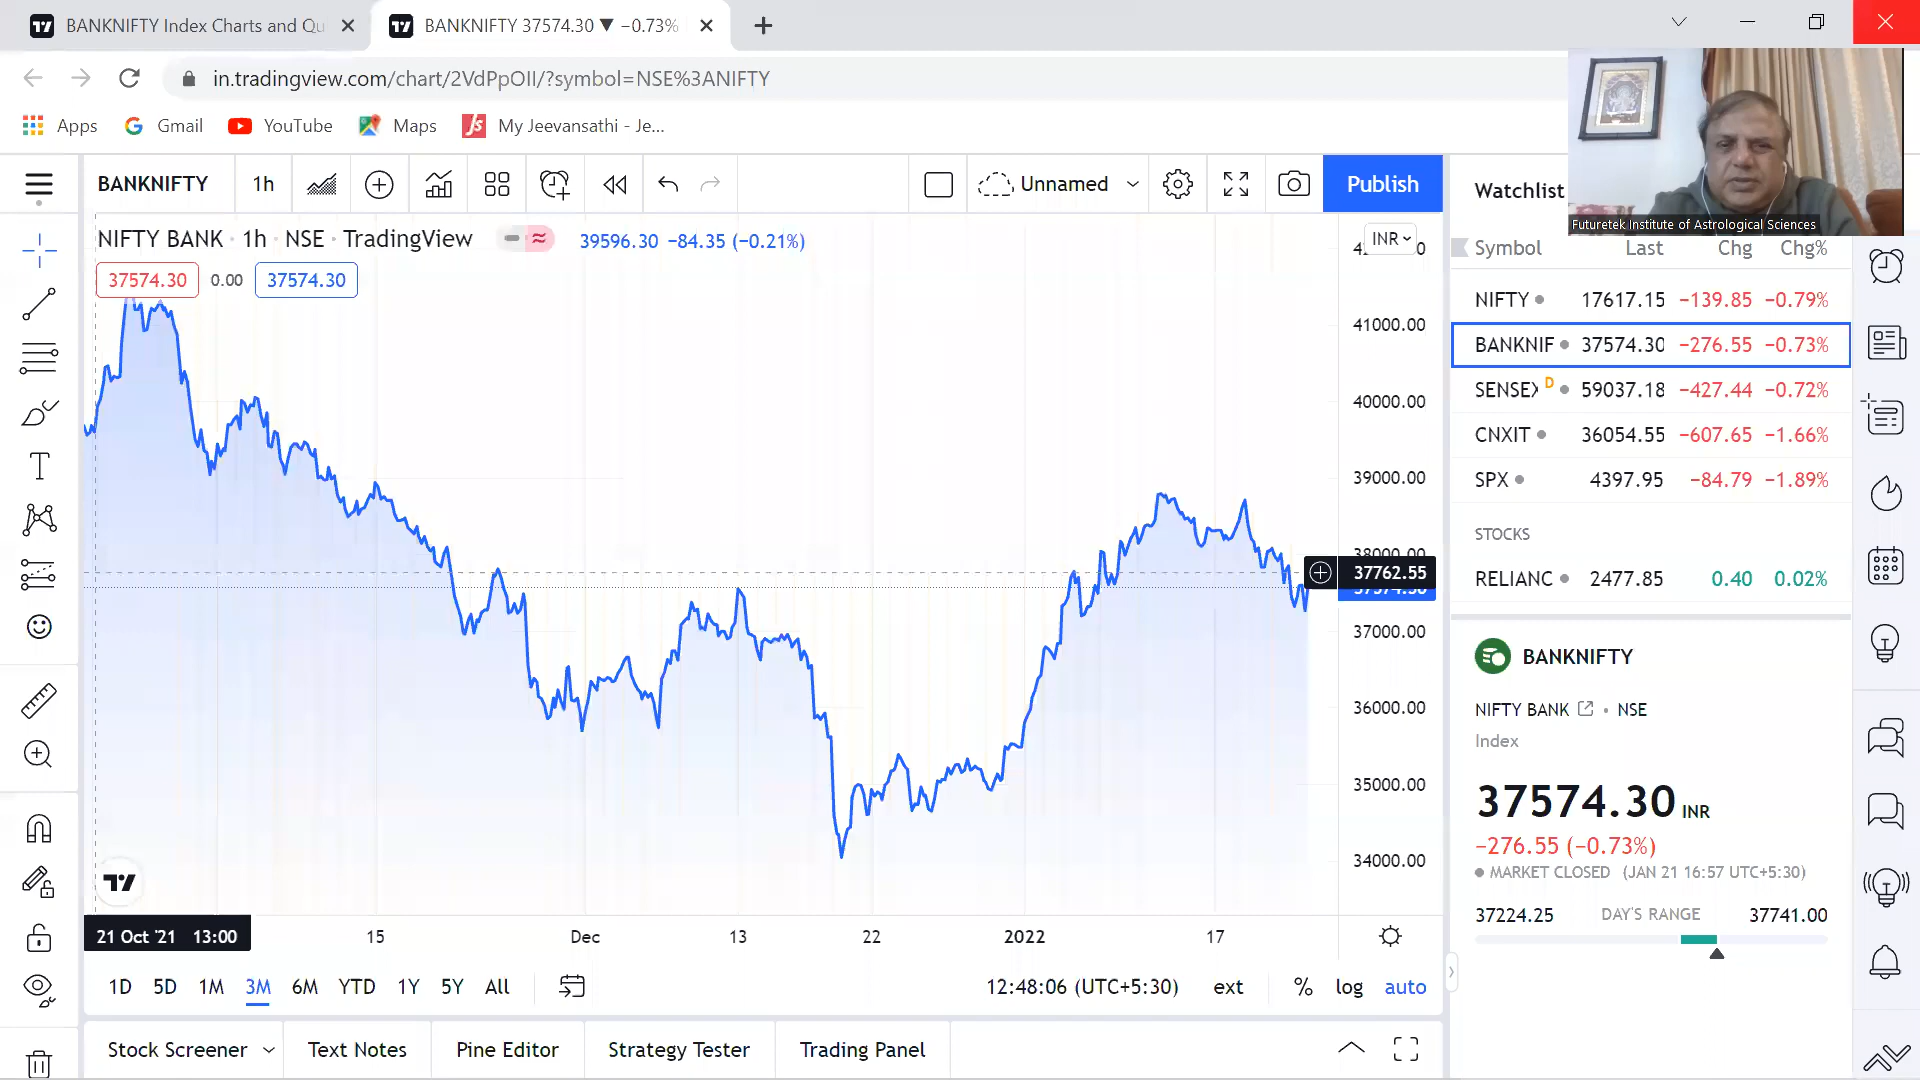 BANKNIFTY Index Charts and Qu
BANKNIFTY 37574.30 ▼ −0.73%
in.tradingview.com/chart/2VdPpOII/?symbol=NSE%3ANIFTY
Apps
Gmail
YouTube
Maps
My Jeevansathi - Je...
BANKNIFTY
1h
Unnamed
Publish
Watchlist
Futuretek Institute of Astrological Sciences
NIFTY BANK · 1h · NSE · TradingView
39596.30 −84.35 (−0.21%)
INR
37574.30 0.00 37574.30
41000.00
40000.00
39000.00
38000.00
37762.55
37574.30
37000.00
36000.00
35000.00
34000.00
21 Oct '21 13:00
15
Dec
13
22
2022
17
1D 5D 1M 3M 6M YTD 1Y 5Y All
12:48:06 (UTC+5:30) ext % log auto
Stock Screener
Text Notes
Pine Editor
Strategy Tester
Trading Panel
Symbol Last Chg Chg%
NIFTY 17617.15 −139.85 −0.79%
BANKNIF 37574.30 −276.55 −0.73%
SENSEX D 59037.18 −427.44 −0.72%
CNXIT 36054.55 −607.65 −1.66%
SPX 4397.95 −84.79 −1.89%
STOCKS
RELIANC 2477.85 0.40 0.02%
BANKNIFTY
NIFTY BANK • NSE
Index
37574.30 INR
−276.55 (−0.73%)
MARKET CLOSED (JAN 21 16:57 UTC+5:30)
37224.25 DAY'S RANGE 37741.00